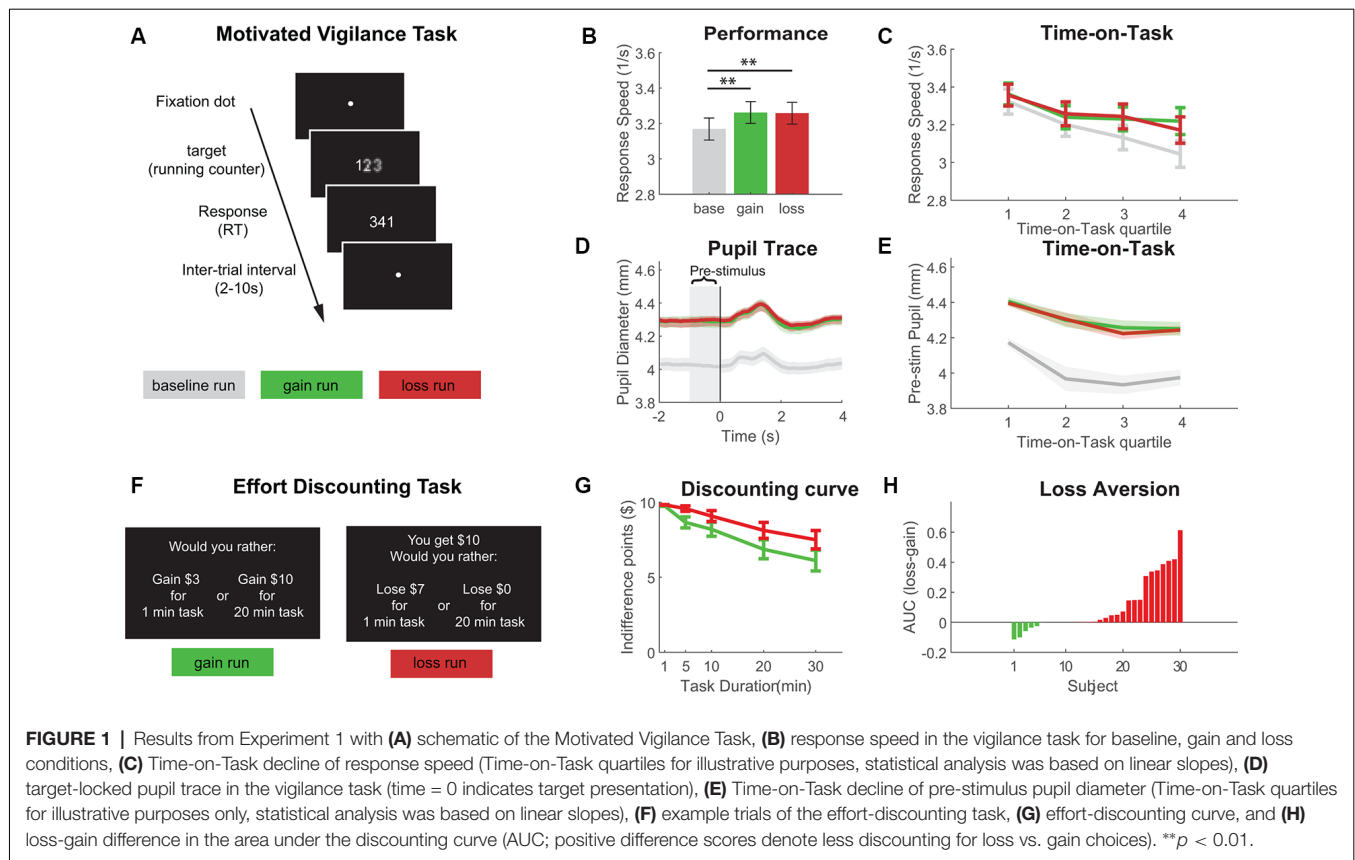 A
Motivated Vigilance Task
Fixation dot
target
(running counter)
123
Response
(RT)
341
Inter-trial interval
(2-10s)
baseline run
gain run
loss run
B
Performance
Response Speed (1/s)
3.6
3.4
3.2
3
2.8
**
**
base
gain
loss
C
Time-on-Task
Response Speed (1/s)
3.6
3.4
3.2
3
2.8
1
2
3
4
Time-on-Task quartile
D
Pupil Trace
Pupil Diameter (mm)
4.6
4.4
4.2
4
3.8
Pre-stimulus
-2
0
2
4
Time (s)
E
Time-on-Task
Pre-stim Pupil (mm)
4.6
4.4
4.2
4
3.8
1
2
3
4
Time-on-Task quartile
F
Effort Discounting Task
Would you rather:
Gain $3 Gain $10
for or for
1 min task 20 min task
gain run
You get $10
Would you rather:
Lose $7 Lose $0
for or for
1 min task 20 min task
loss run
G
Discounting curve
Indifference points ($)
10
5
0
1
5
10
20
30
Task Duration(min)
H
Loss Aversion
AUC (loss-gain)
0.6
0.4
0.2
0
-0.2
1
10
20
30
Subject
FIGURE 1 | Results from Experiment 1 with (A) schematic of the Motivated Vigilance Task, (B) response speed in the vigilance task for baseline, gain and loss
conditions, (C) Time-on-Task decline of response speed (Time-on-Task quartiles for illustrative purposes, statistical analysis was based on linear slopes), (D)
target-locked pupil trace in the vigilance task (time = 0 indicates target presentation), (E) Time-on-Task decline of pre-stimulus pupil diameter (Time-on-Task quartiles
for illustrative purposes only, statistical analysis was based on linear slopes), (F) example trials of the effort-discounting task, (G) effort-discounting curve, and (H)
loss-gain difference in the area under the discounting curve (AUC; positive difference scores denote less discounting for loss vs. gain choices). **p < 0.01.